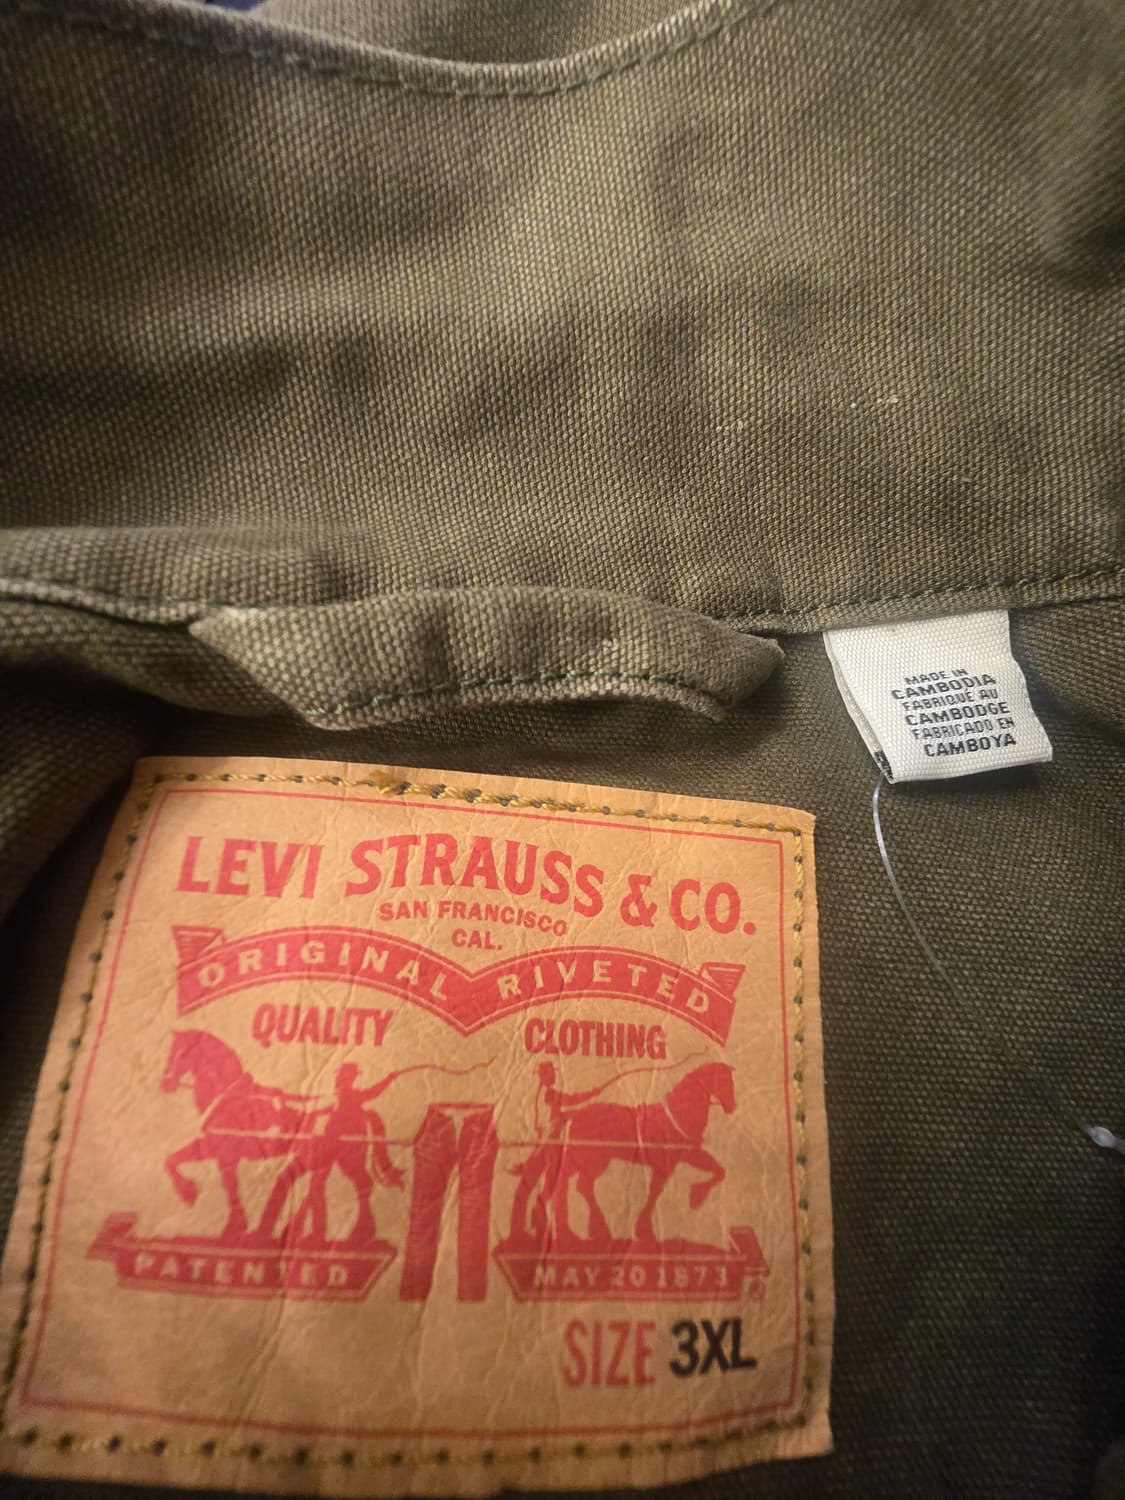 MADE IN
CAMBODIA
FABRIQUÉ AU
CAMBODGE
FABRICADO EN
CAMBOYA
LEVI STRAUSS & CO.
SAN FRANCISCO
CAL.
ORIGINAL RIVETED
QUALITY CLOTHING
PATENTED MAY 20 1873
SIZE 3XL